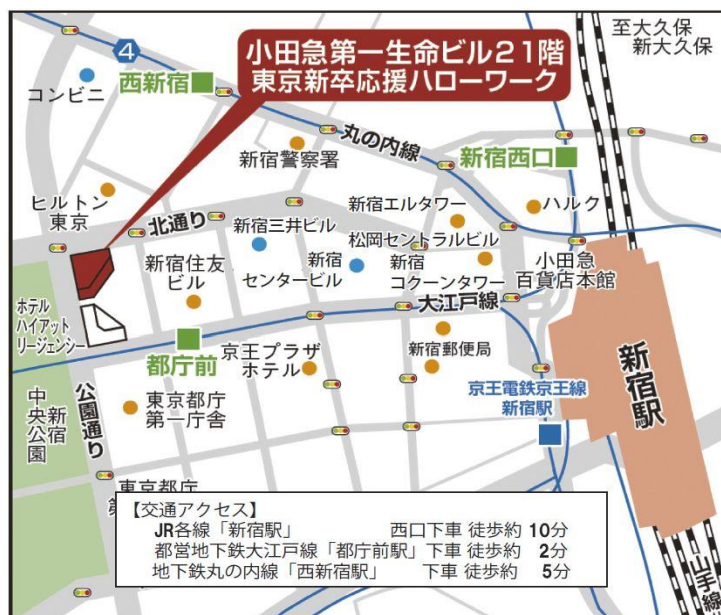 至大久保
新大久保
4
小田急第一生命ビル21階
東京新卒応援ハローワーク
西新宿
コンビニ
丸の内線
新宿警察署
新宿西口
ヒルトン
東京
北通り
新宿エルタワー
ハルク
新宿三井ビル
松岡セントラルビル
新宿住友
ビル
新宿
センタービル
新宿
コクーンタワー
小田急
百貨店本館
ホテル
ハイアット
リージェンシー
大江戸線
都庁前
京王プラザ
ホテル
新宿郵便局
新宿駅
京王電鉄京王線
新宿駅
新宿
中央公園
公園通り
東京都庁
第一庁舎
東京都庁
【交通アクセス】
JR各線「新宿駅」 西口下車 徒歩約 10分
都営地下鉄大江戸線「都庁前駅」下車 徒歩約 2分
地下鉄丸の内線「西新宿駅」 下車 徒歩約 5分
山手線